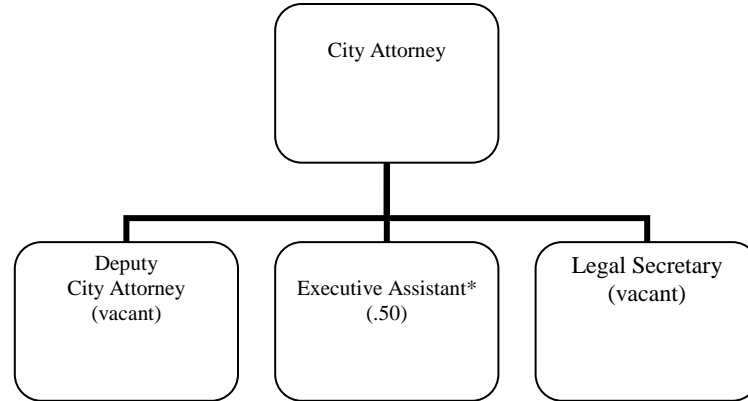 City Attorney
Deputy
City Attorney
(vacant)
Executive Assistant*
(.50)
Legal Secretary
(vacant)